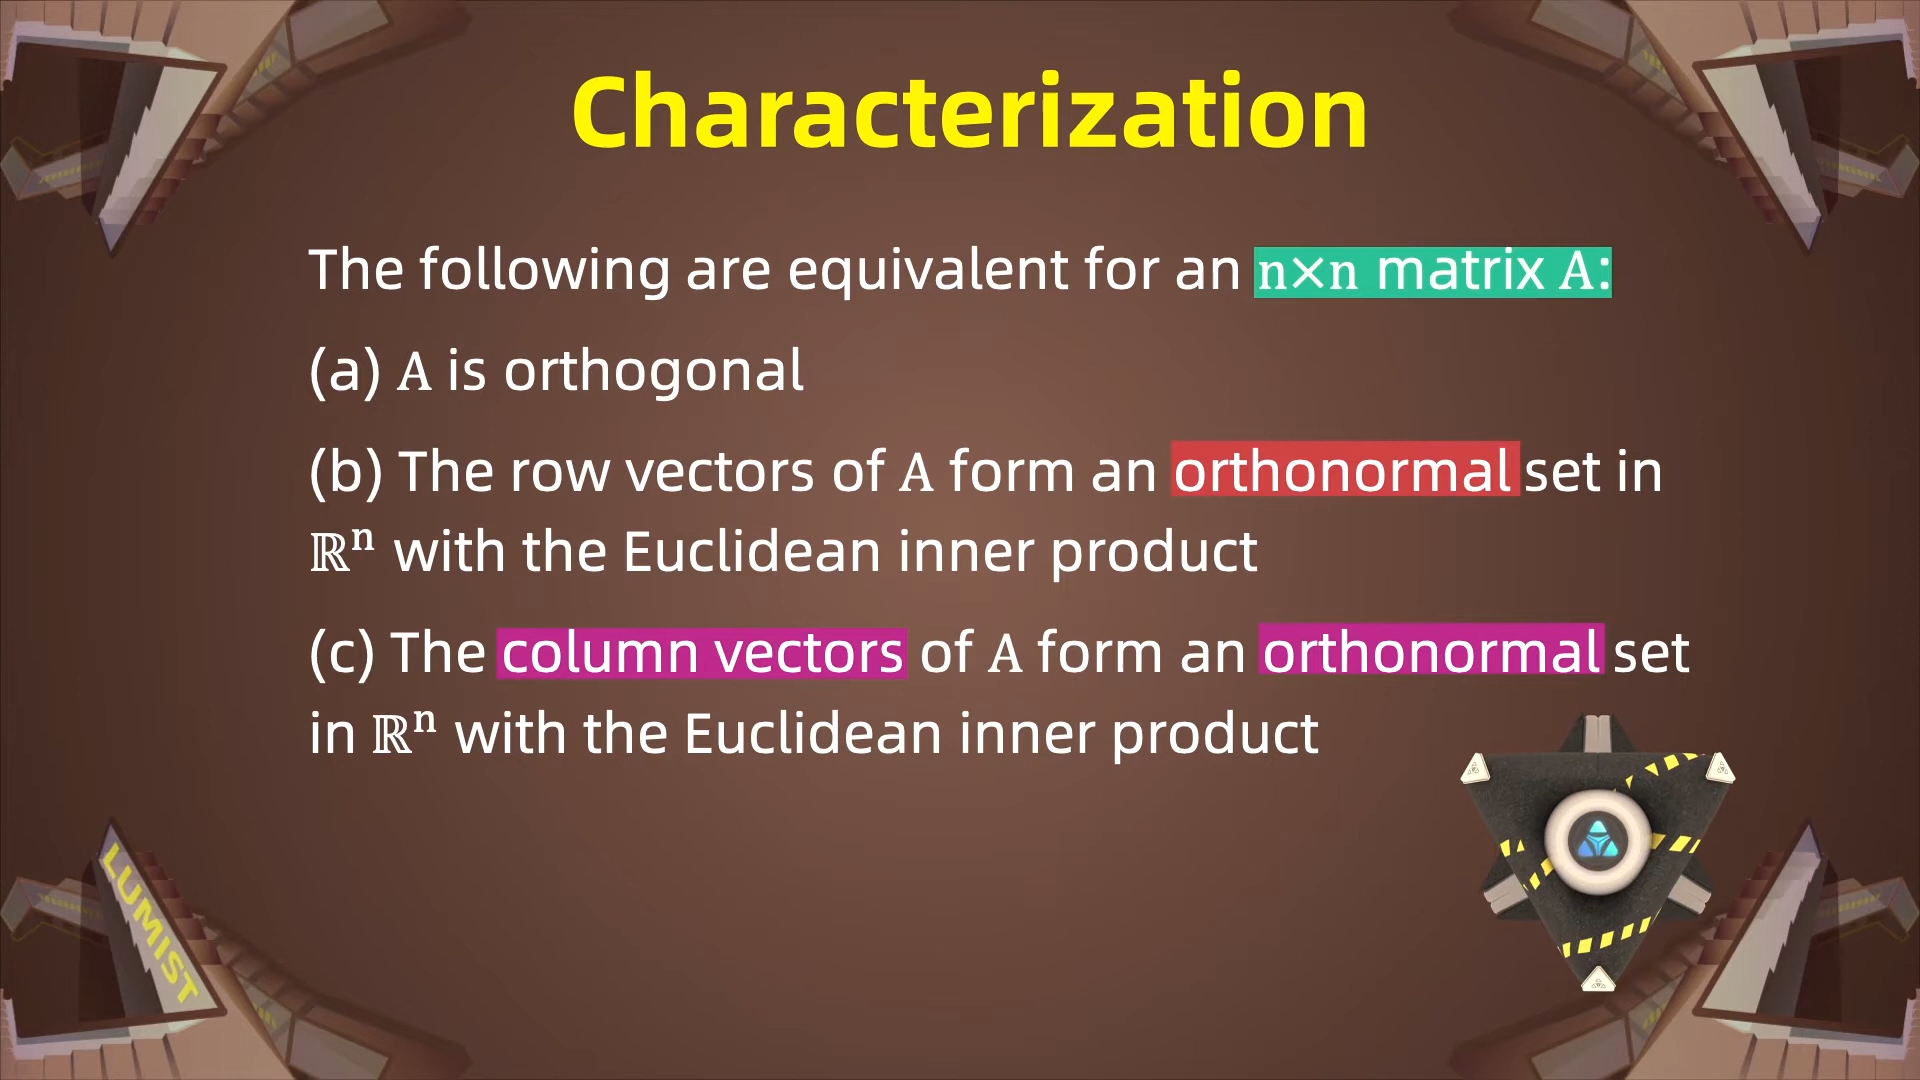 Characterization
The following are equivalent for an n×n matrix A:
(a) A is orthogonal
(b) The row vectors of A form an orthonormal set in
ℝⁿ with the Euclidean inner product
(c) The column vectors of A form an orthonormal set
in ℝⁿ with the Euclidean inner product
LUMIST